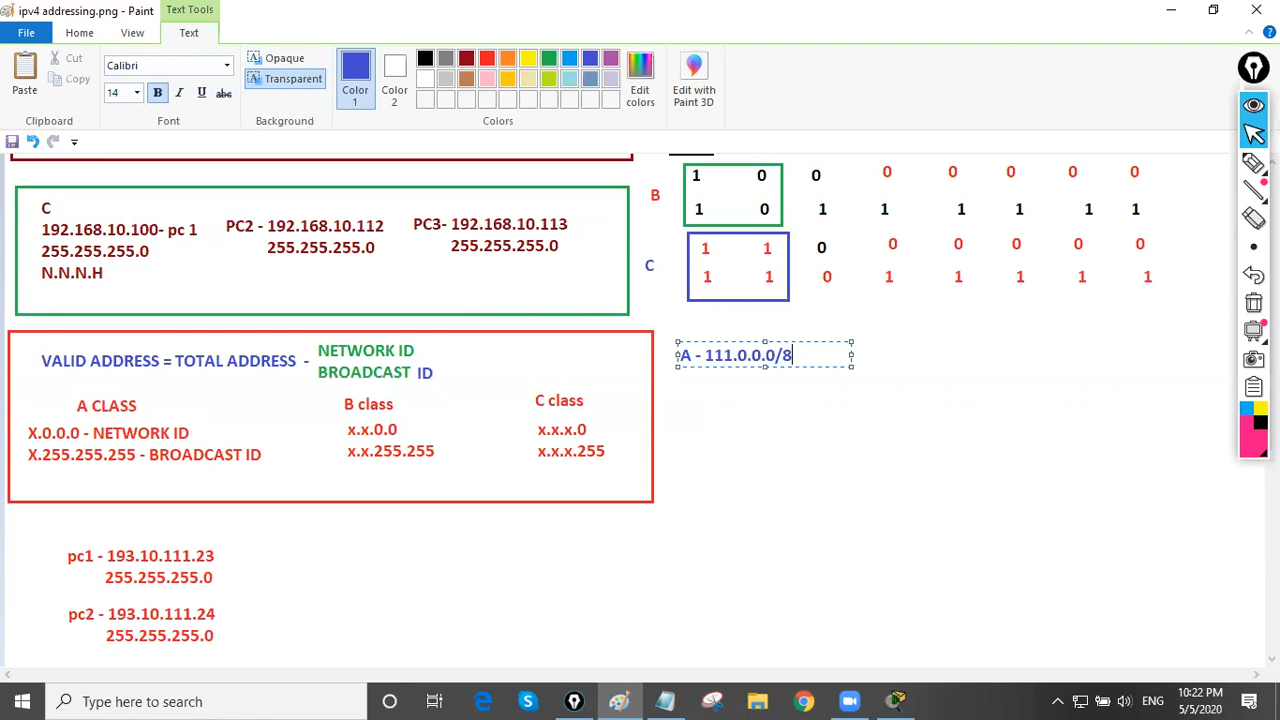 ipv4 addressing.png - Paint
Text Tools
File
Home
View
Text
Paste
Cut
Copy
Clipboard
Calibri
14
B I U abc
Font
Opaque
Transparent
Background
Color 1
Color 2
Edit colors
Colors
Edit with Paint 3D
C
192.168.10.100- pc 1
255.255.255.0
N.N.N.H
PC2 - 192.168.10.112
255.255.255.0
PC3- 192.168.10.113
255.255.255.0
B
1 0 0 0 0 0 0 0
1 0 1 1 1 1 1 1
C
1 1 0 0 0 0 0 0
1 1 0 1 1 1 1 1
VALID ADDRESS = TOTAL ADDRESS -
NETWORK ID
BROADCAST ID
A CLASS
X.0.0.0 - NETWORK ID
X.255.255.255 - BROADCAST ID
B class
x.x.0.0
x.x.255.255
C class
x.x.x.0
x.x.x.255
A - 111.0.0.0/8
pc1 - 193.10.111.23
255.255.255.0
pc2 - 193.10.111.24
255.255.255.0
Type here to search
ENG
10:22 PM
5/5/2020